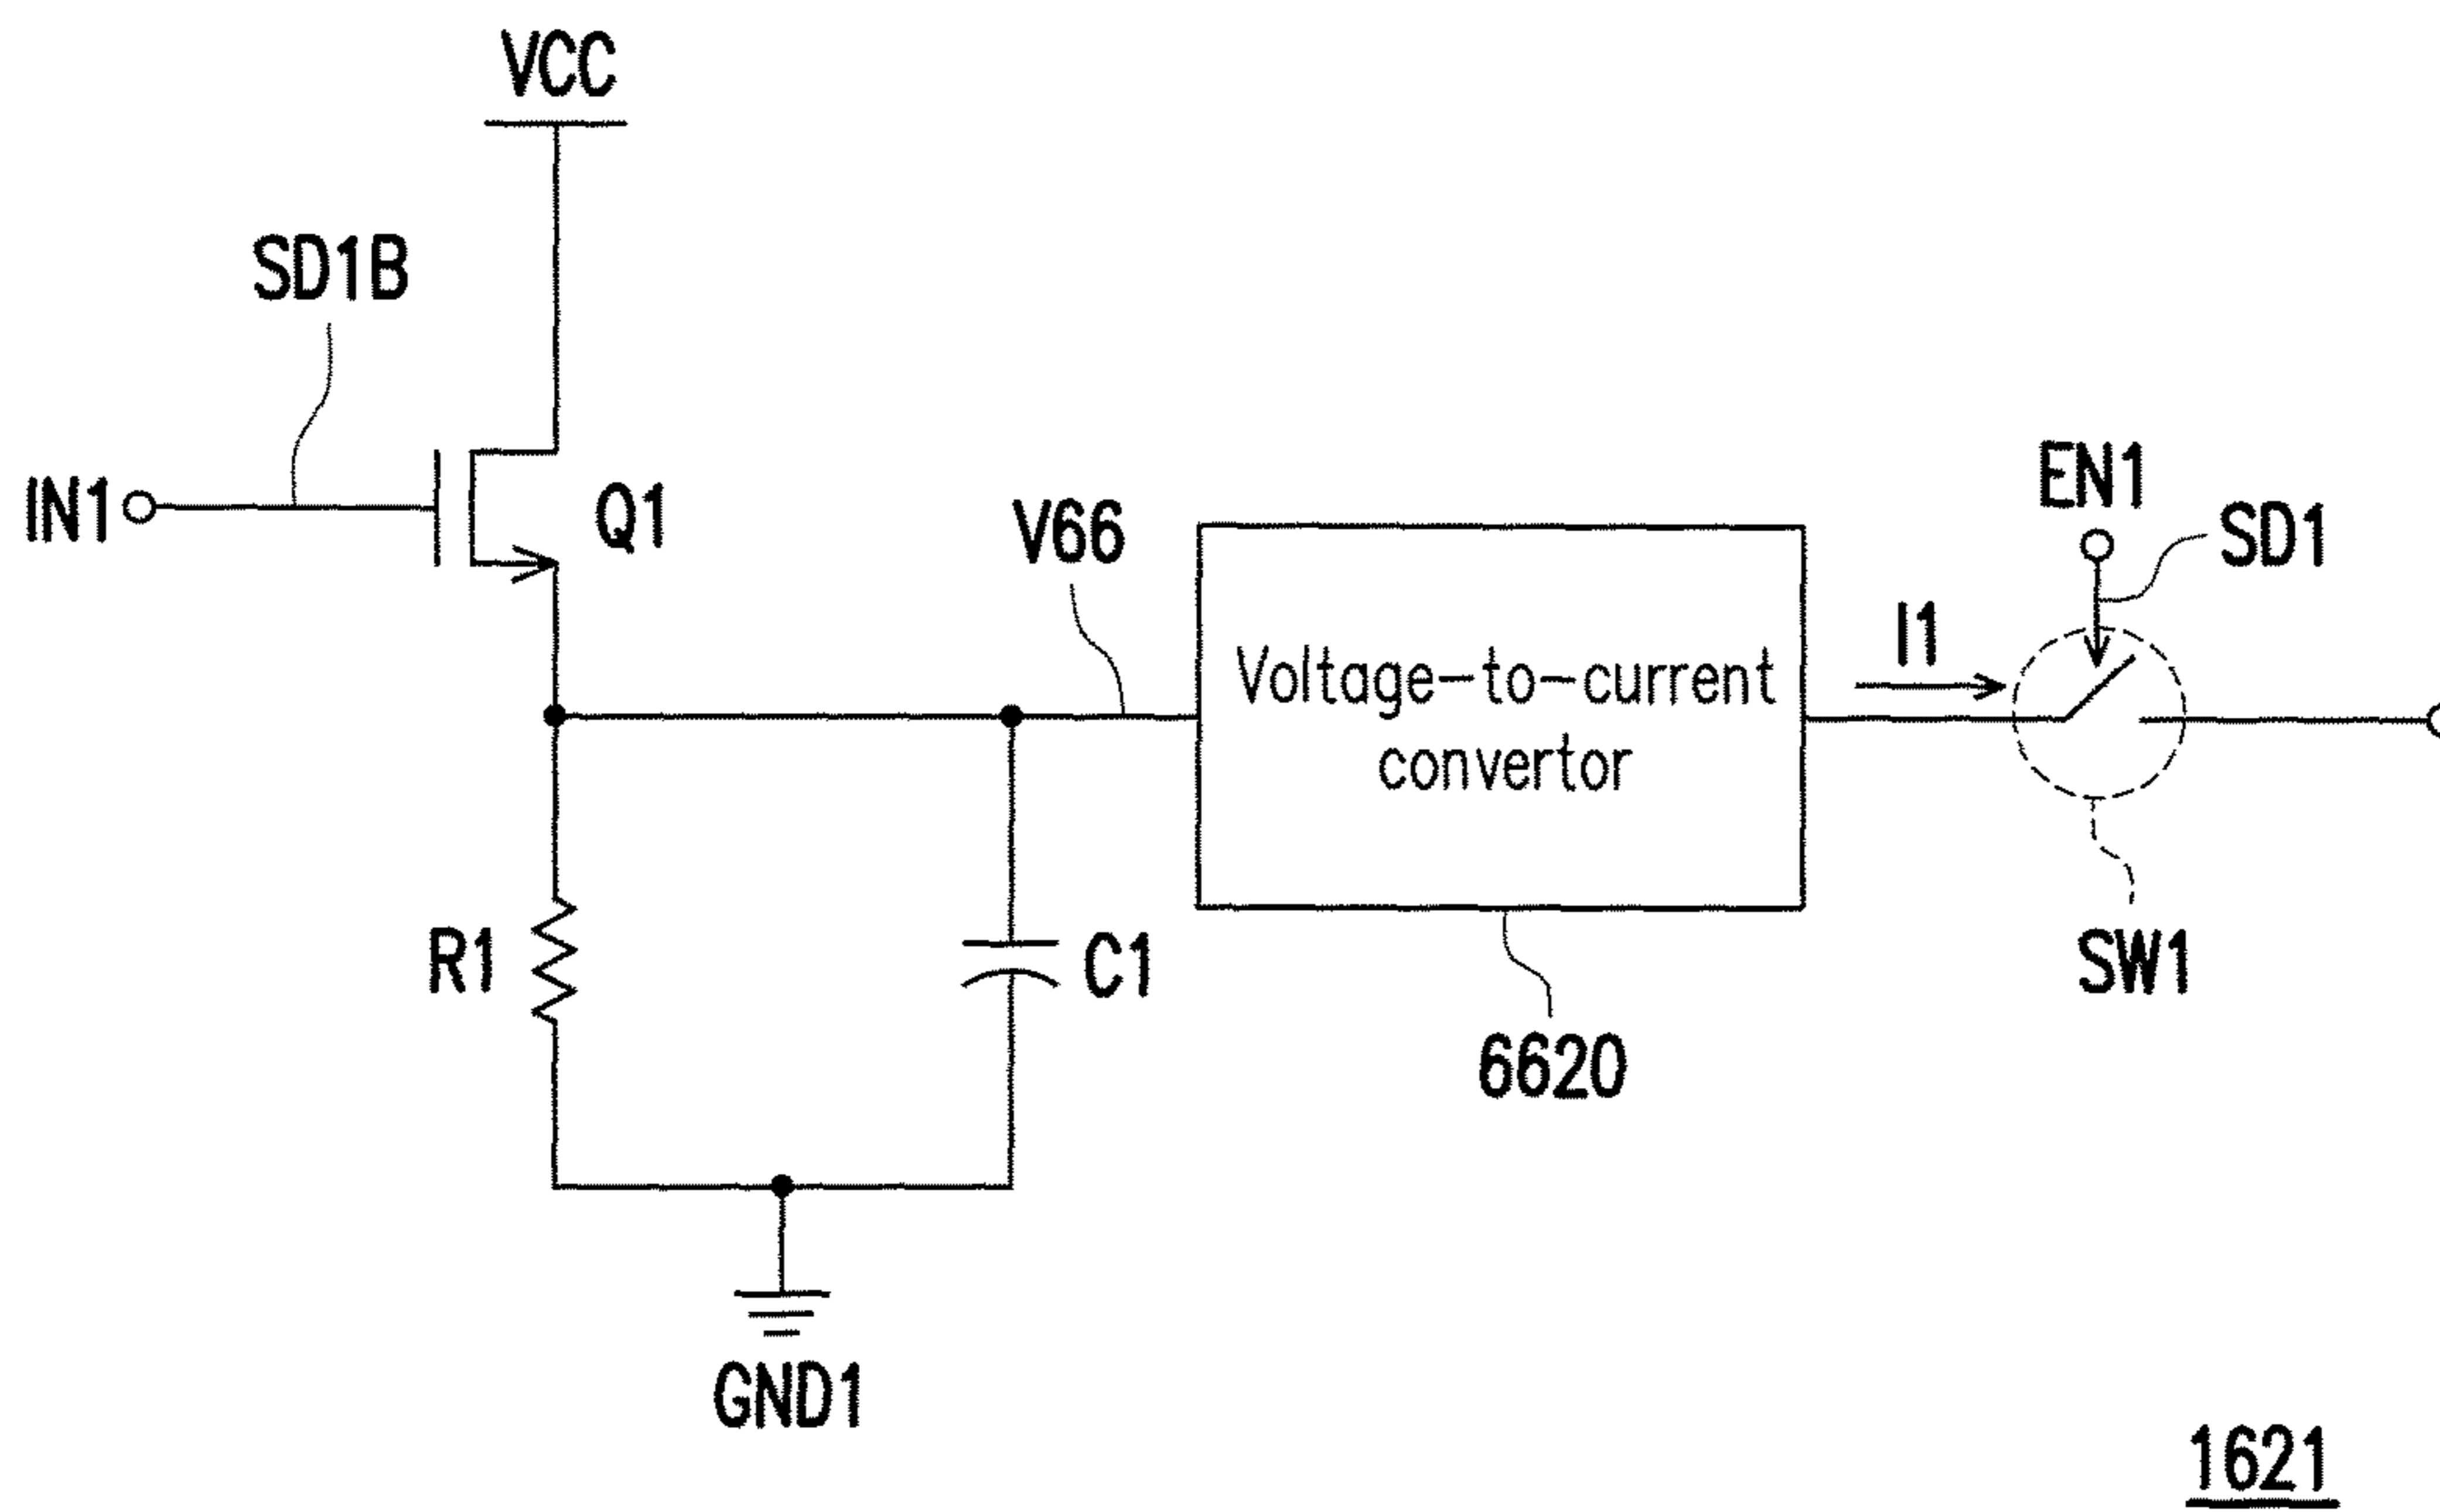 VCC
SD1B
IN1
Q1
V66
EN1
SD1
I1
Voltage-to-current
convertor
R1
C1
SW1
6620
GND1
1621